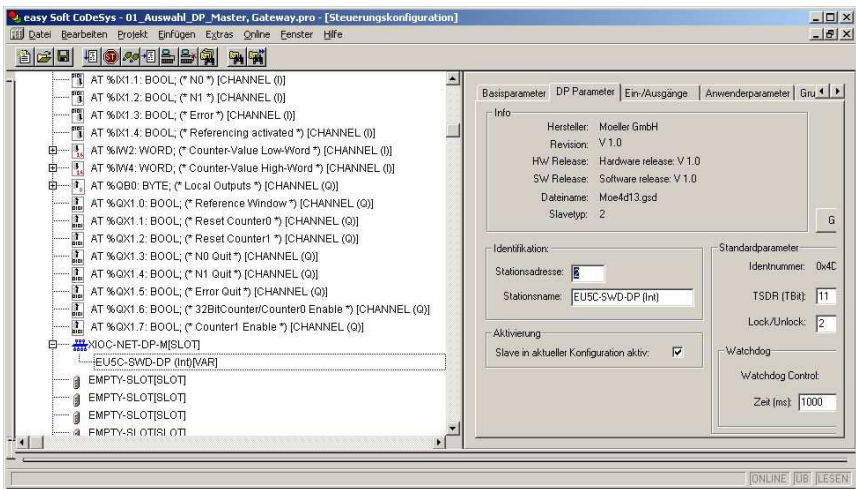 easy Soft CoDeSys - 01_Auswahl_DP_Master, Gateway.pro - [Steuerungskonfiguration]
Datei Bearbeiten Projekt Einfügen Extras Online Fenster Hilfe
AT %IX1.1: BOOL; (* N0 *) [CHANNEL (I)]
AT %IX1.2: BOOL; (* N1 *) [CHANNEL (I)]
AT %IX1.3: BOOL; (* Error *) [CHANNEL (I)]
AT %IX1.4: BOOL; (* Referencing activated *) [CHANNEL (I)]
AT %IW2: WORD; (* Counter-Value Low-Word *) [CHANNEL (I)]
AT %IW4: WORD; (* Counter-Value High-Word *) [CHANNEL (I)]
AT %QB0: BYTE; (* Local Outputs *) [CHANNEL (Q)]
AT %QX1.0: BOOL; (* Reference Window *) [CHANNEL (Q)]
AT %QX1.1: BOOL; (* Reset Counter0 *) [CHANNEL (Q)]
AT %QX1.2: BOOL; (* Reset Counter1 *) [CHANNEL (Q)]
AT %QX1.3: BOOL; (* N0 Quit *) [CHANNEL (Q)]
AT %QX1.4: BOOL; (* N1 Quit *) [CHANNEL (Q)]
AT %QX1.5: BOOL; (* Error Quit *) [CHANNEL (Q)]
AT %QX1.6: BOOL; (* 32BitCounter/Counter0 Enable *) [CHANNEL (Q)]
AT %QX1.7: BOOL; (* Counter1 Enable *) [CHANNEL (Q)]
XIOC-NET-DP-M[SLOT]
EU5C-SWD-DP (Int)[VAR]
EMPTY-SLOT[SLOT]
EMPTY-SLOT[SLOT]
EMPTY-SLOT[SLOT]
EMPTY-SLOT[SLOT]
Basisparameter DP Parameter Ein-/Ausgänge Anwenderparameter Gru
Info
Hersteller: Moeller GmbH
Revision: V 1.0
HW Release: Hardware release: V 1.0
SW Release: Software release: V 1.0
Dateiname: Moe4d13.gsd
Slavetyp: 2
G
Identifikation:
Stationsadresse: 2
Stationsname: EU5C-SWD-DP (Int)
Aktivierung
Slave in aktueller Konfiguration aktiv:
Standardparameter
Identnummer: 0x4D
TSDR (TBit): 11
Lock/Unlock: 2
Watchdog
Watchdog Control:
Zeit (ms): 1000
ONLINE ÜB LESEN